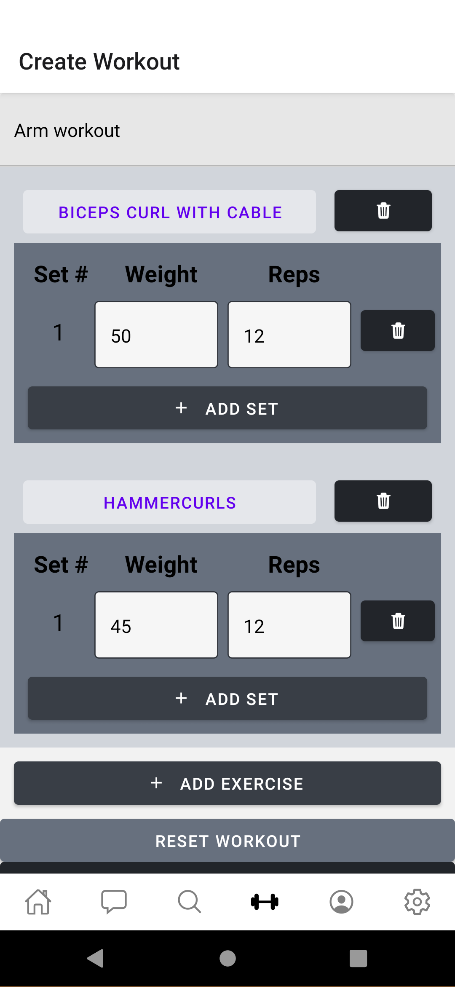 Create Workout
Arm workout
BICEPS CURL WITH CABLE
Set # Weight Reps
1 50 12
+ ADD SET
HAMMERCURLS
Set # Weight Reps
1 45 12
+ ADD SET
+ ADD EXERCISE
RESET WORKOUT